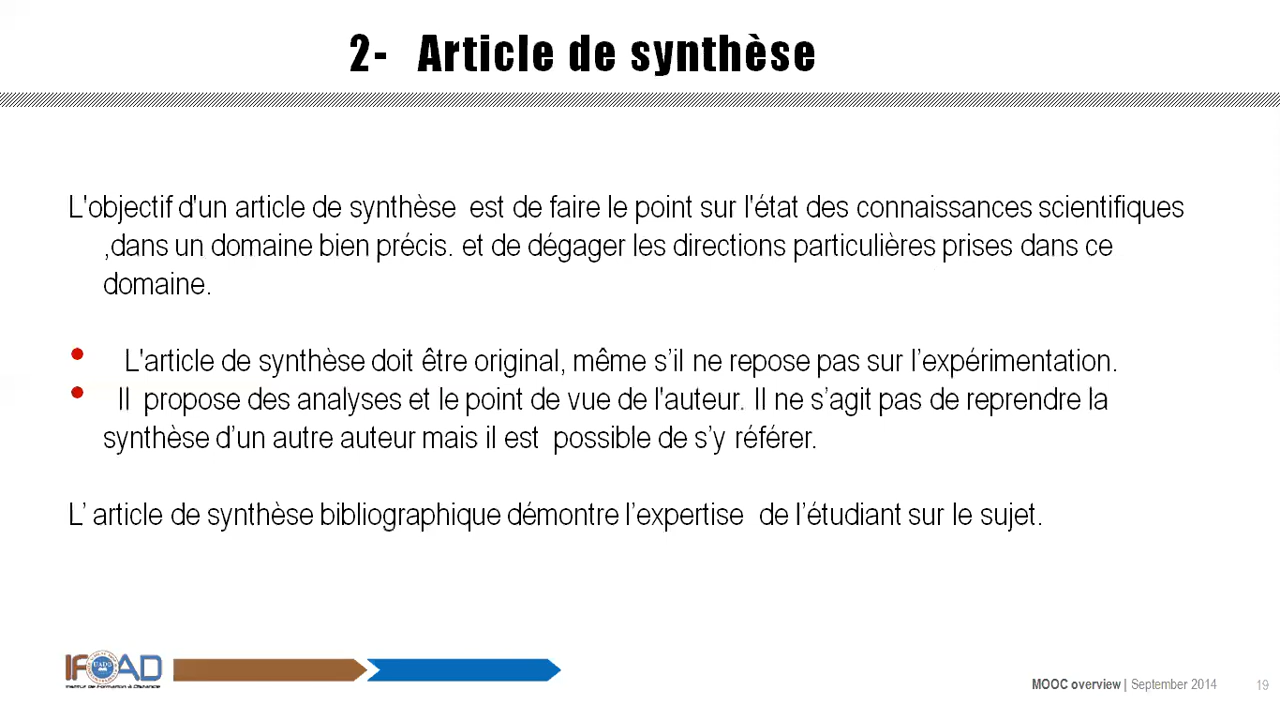 2- Article de synthèse
L'objectif d'un article de synthèse est de faire le point sur l'état des connaissances scientifiques
,dans un domaine bien précis. et de dégager les directions particulières prises dans ce
domaine.
• L'article de synthèse doit être original, même s’il ne repose pas sur l’expérimentation.
• Il propose des analyses et le point de vue de l'auteur. Il ne s’agit pas de reprendre la
synthèse d’un autre auteur mais il est possible de s’y référer.
L’ article de synthèse bibliographique démontre l’expertise de l’étudiant sur le sujet.
IFOAD
Institut de Formation à Distance
MOOC overview | September 2014 19